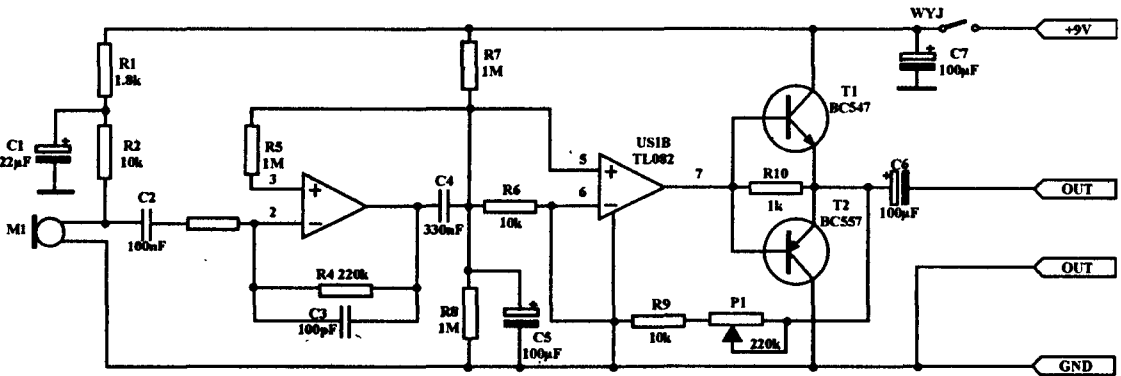 WYJ
+9V
R1
1.8k
R7
1M
C7
100µF
T1
BC547
C1
22µF
R2
10k
R5
1M
US1B
TL082
3
2
5
6
7
C2
100nF
C4
330nF
R6
10k
R10
1k
C6
100µF
OUT
T2
BC557
M1
R4 220k
C3
100pF
R8
1M
C5
100µF
R9
10k
P1
220k
OUT
GND